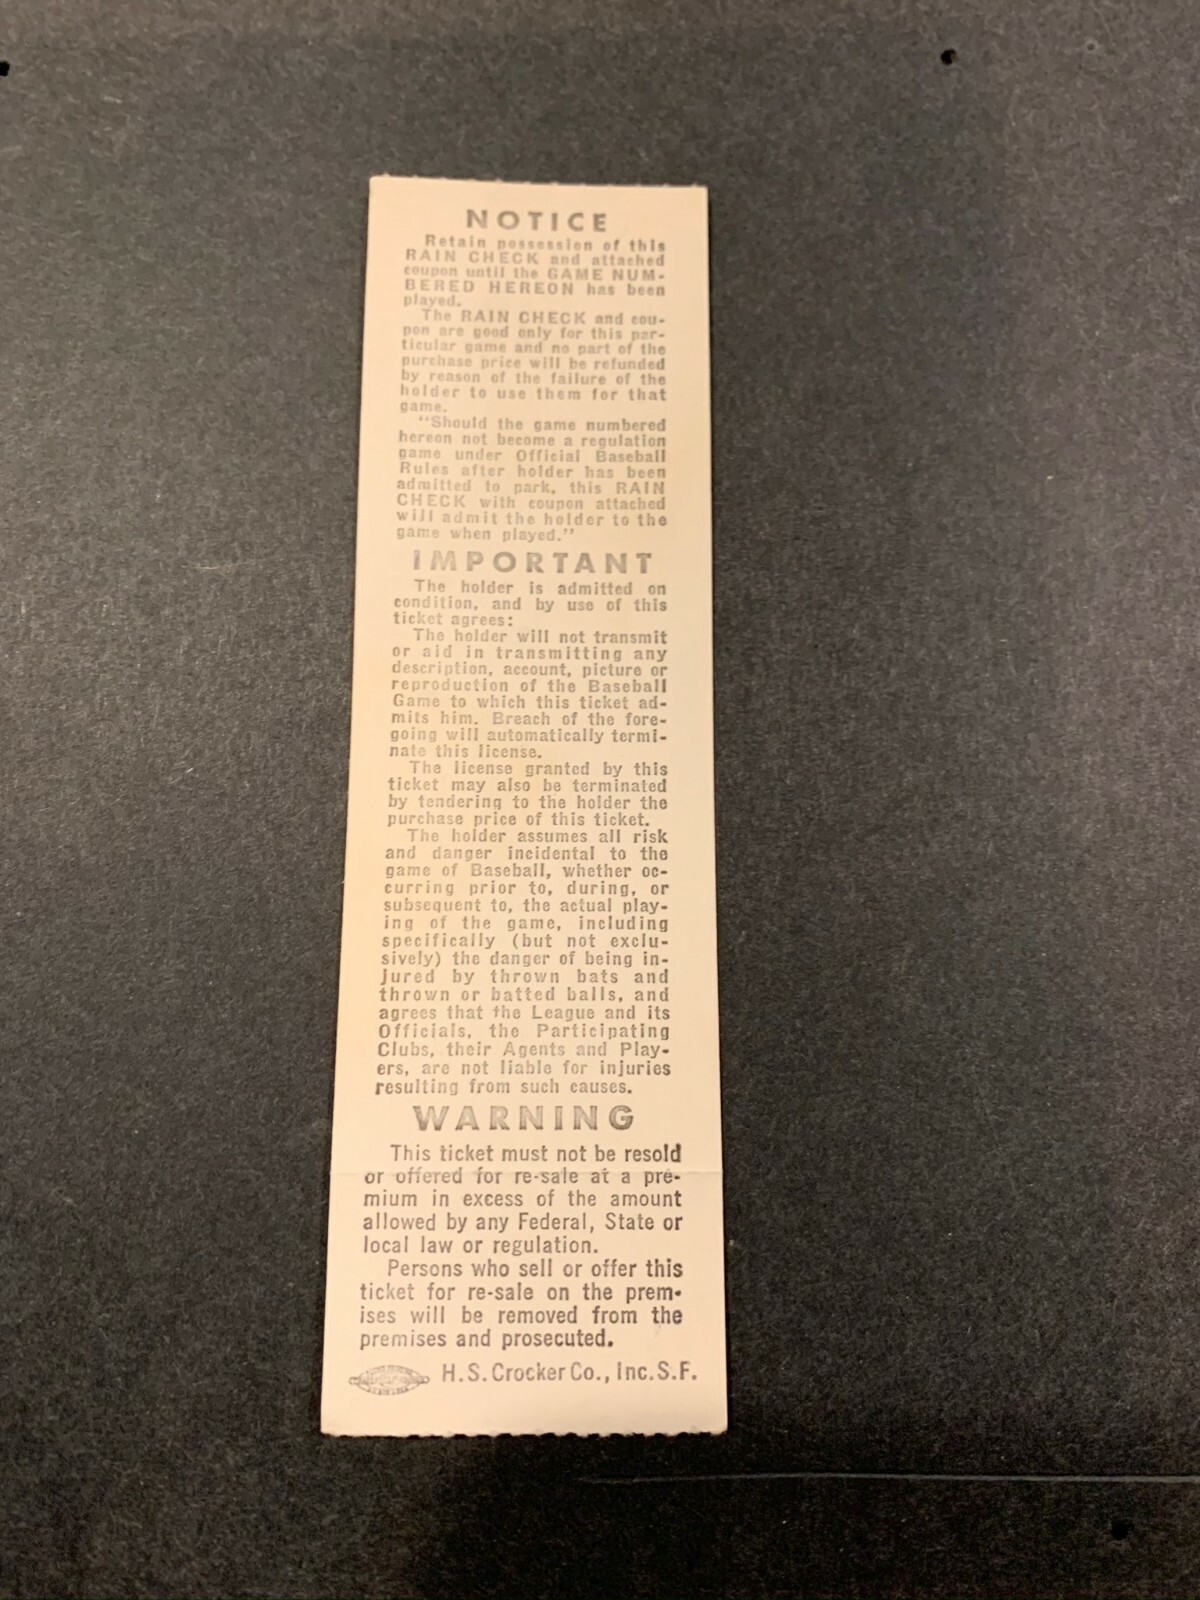 NOTICE
Retain possession of this
RAIN CHECK and attached
coupon until the GAME NUM-
BERED HEREON has been
played.
The RAIN CHECK and cou-
pon are good only for this par-
ticular game and no part of the
purchase price will be refunded
by reason of the failure of the
holder to use them for that
game.
"Should the game numbered
hereon not become a regulation
game under Official Baseball
Rules after holder has been
admitted to park, this RAIN
CHECK with coupon attached
will admit the holder to the
game when played."
IMPORTANT
The holder is admitted on
condition, and by use of this
ticket agrees:
The holder will not transmit
or aid in transmitting any
description, account, picture or
reproduction of the Baseball
Game to which this ticket ad-
mits him. Breach of the fore-
going will automatically termi-
nate this license.
The license granted by this
ticket may also be terminated
by tendering to the holder the
purchase price of this ticket.
The holder assumes all risk
and danger incidental to the
game of Baseball, whether oc-
curring prior to, during, or
subsequent to, the actual play-
ing of the game, including
specifically (but not exclu-
sively) the danger of being in-
jured by thrown bats and
thrown or batted balls, and
agrees that the League and its
Officials, the Participating
Clubs, their Agents and Play-
ers, are not liable for injuries
resulting from such causes.
WARNING
This ticket must not be resold
or offered for re-sale at a pre-
mium in excess of the amount
allowed by any Federal, State or
local law or regulation.
Persons who sell or offer this
ticket for re-sale on the prem-
ises will be removed from the
premises and prosecuted.
H.S. Crocker Co., Inc. S.F.